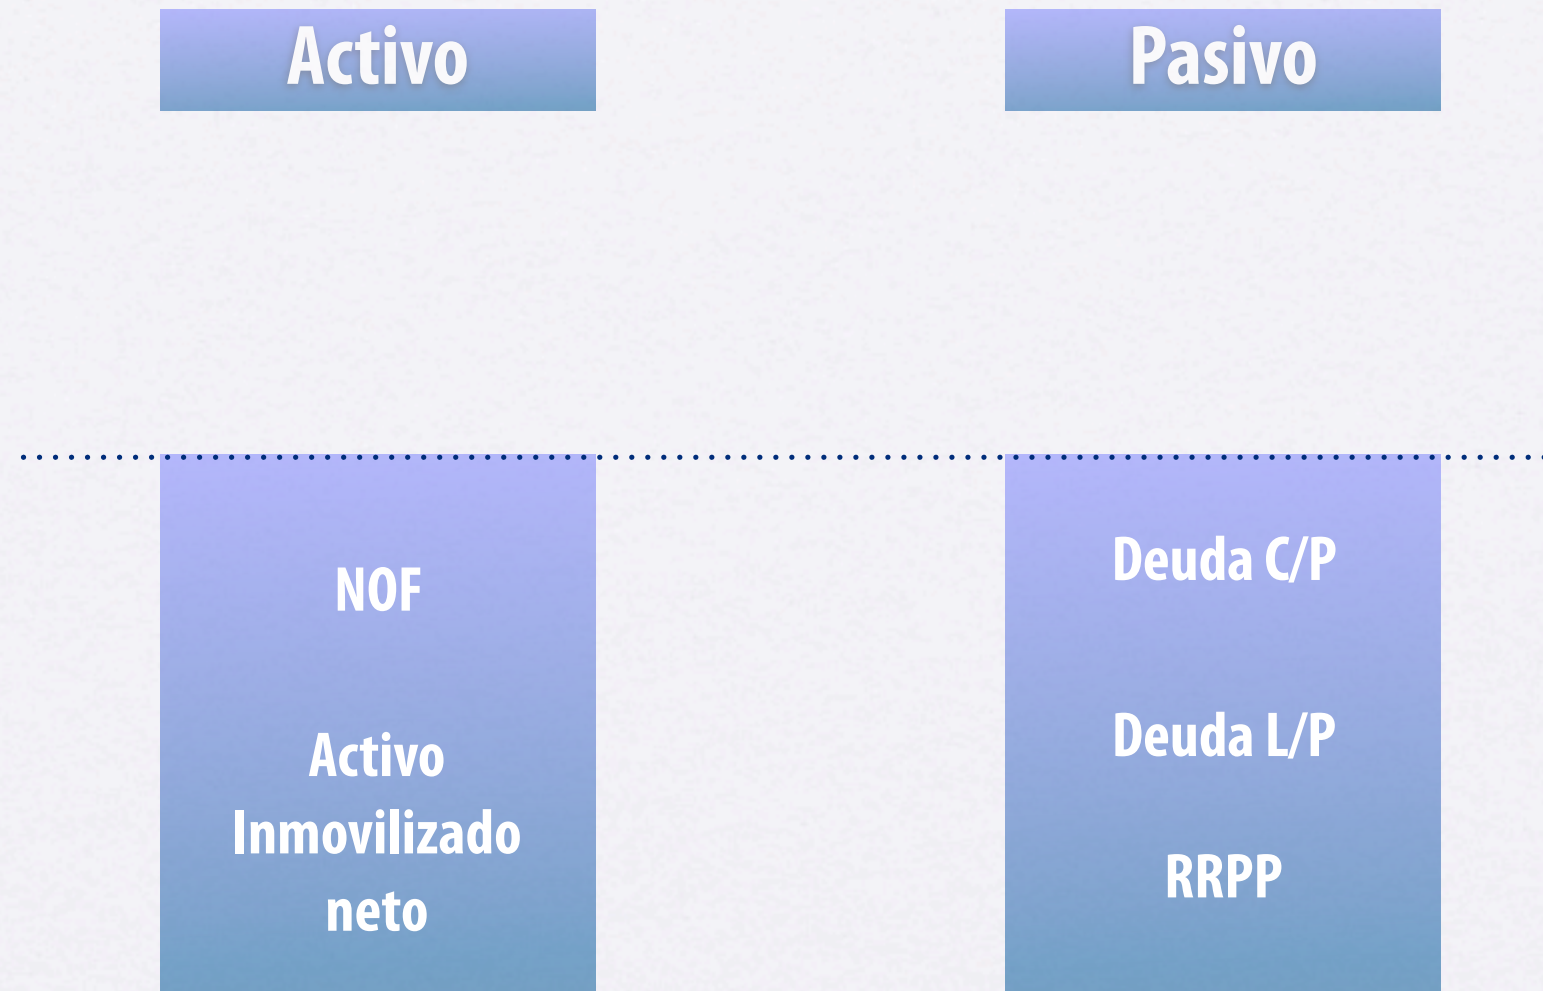 Activo
Pasivo
NOF
Activo
Inmovilizado
neto
Deuda C/P
Deuda L/P
RRPP